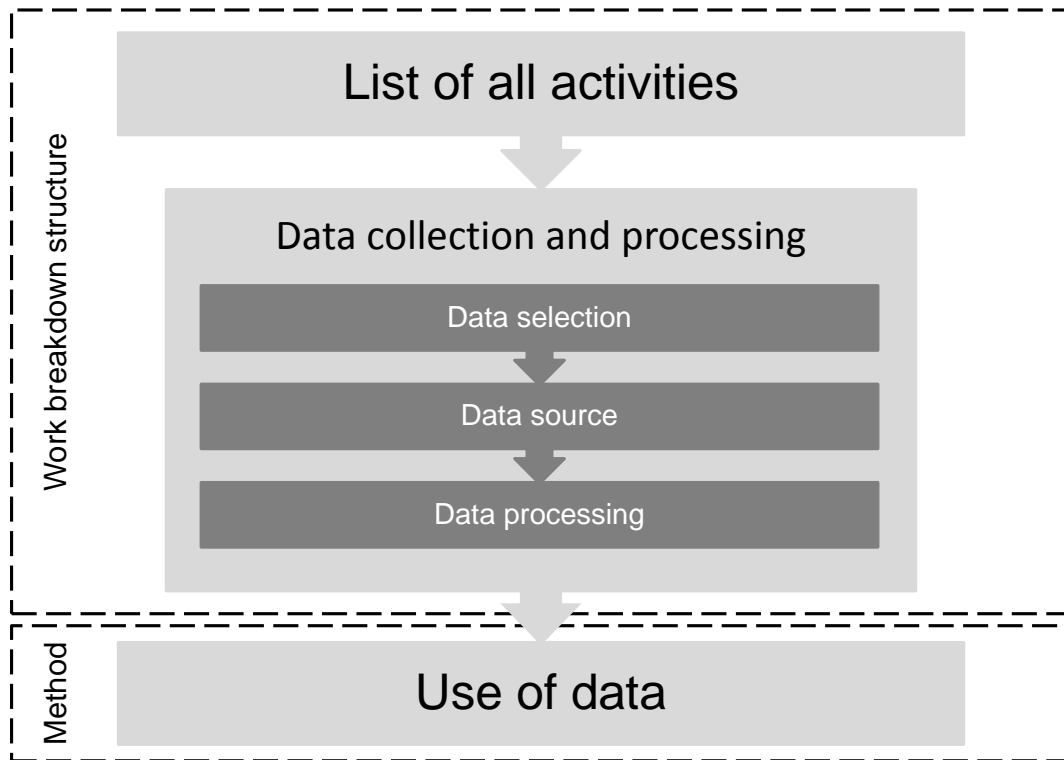 List of all activities
Work breakdown structure
Data collection and processing
Data selection
Data source
Data processing
Method
Use of data